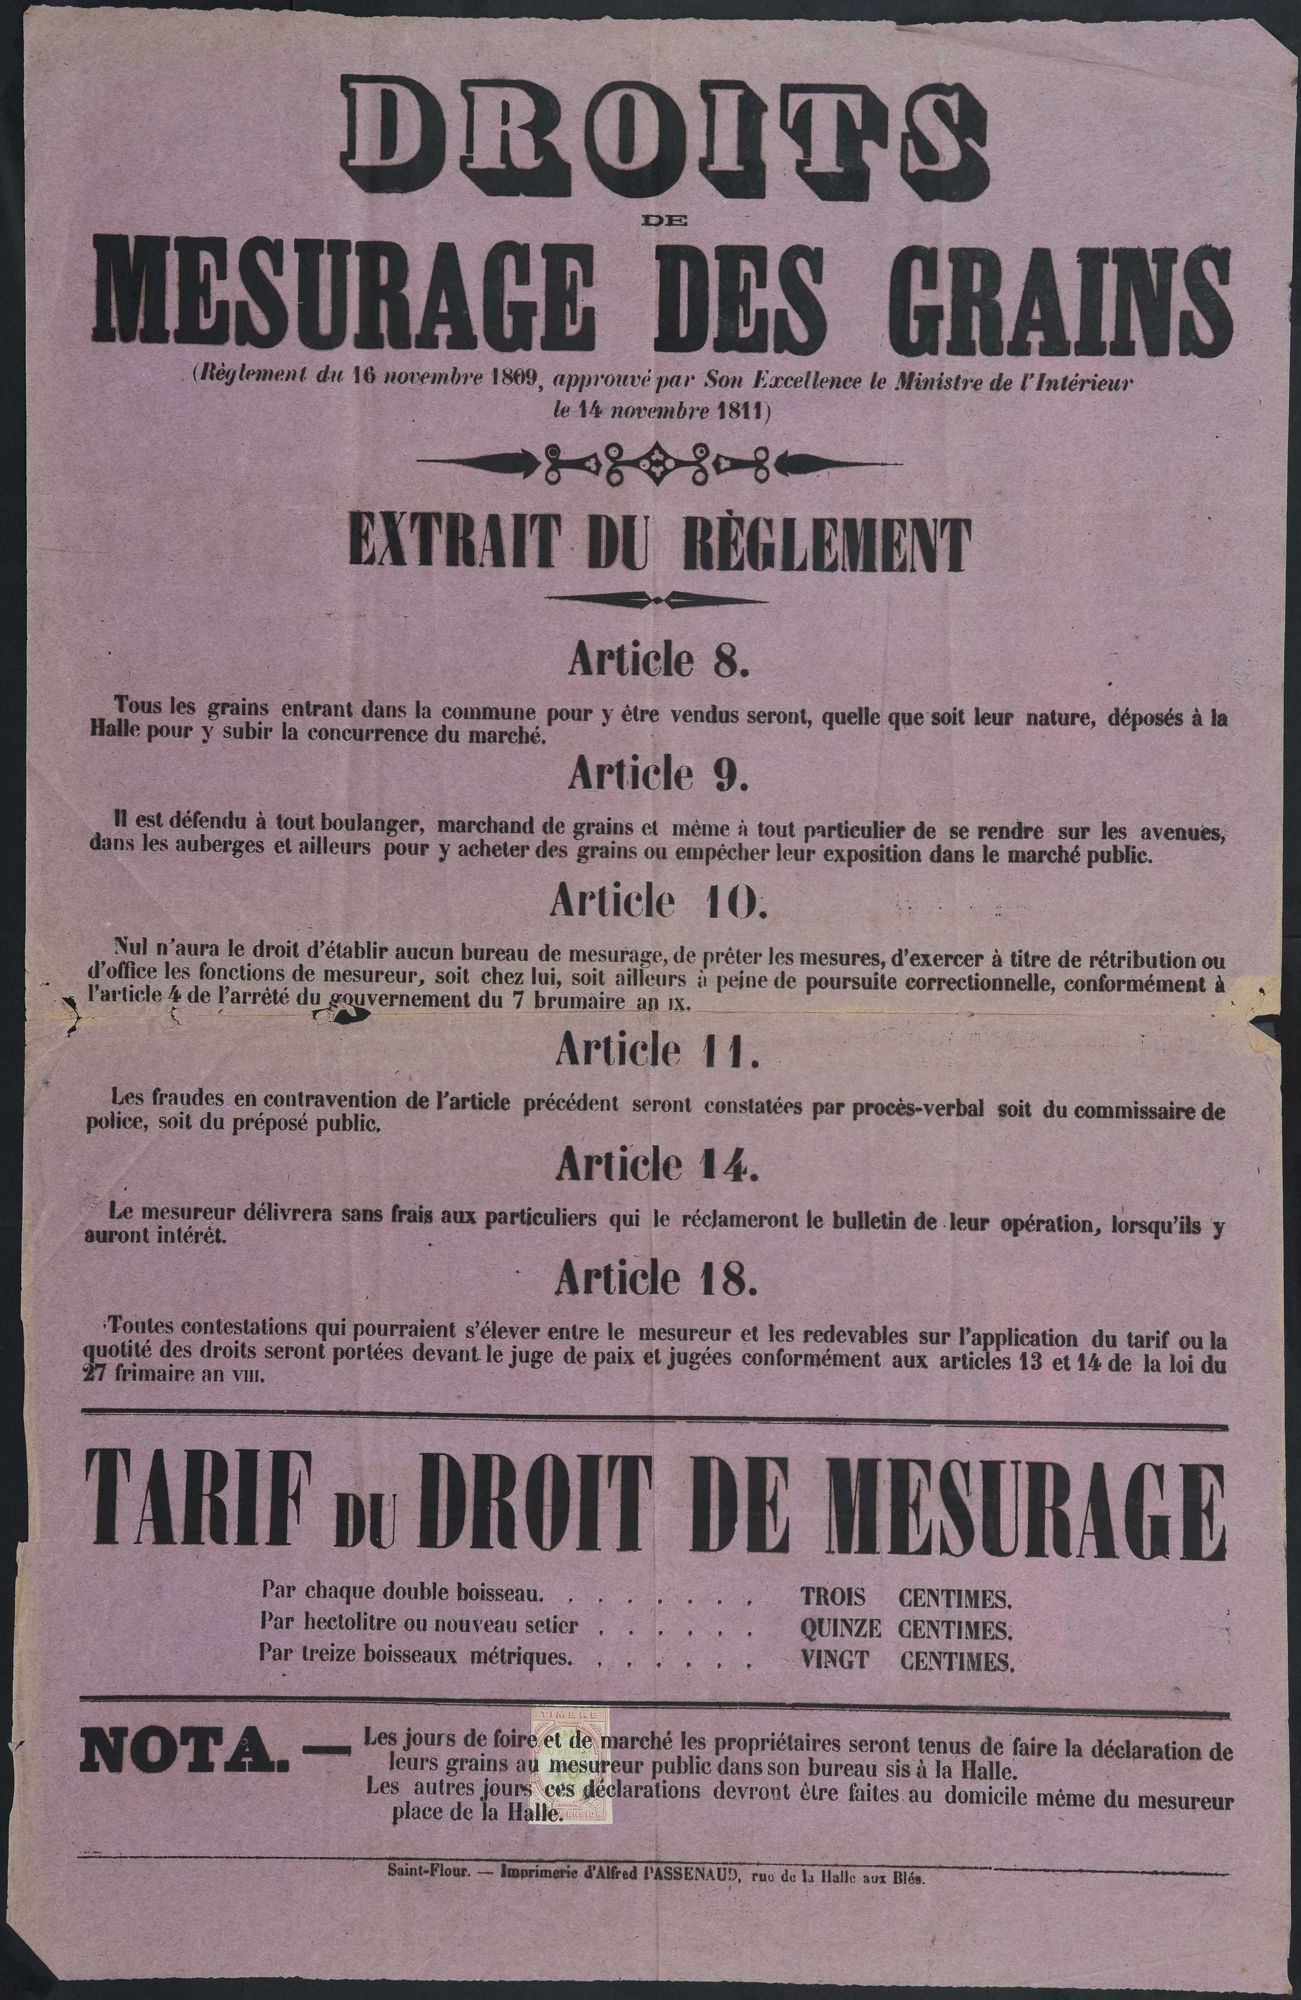 DROITS
DE
MESURAGE DES GRAINS
(Règlement du 16 novembre 1809, approuvé par Son Excellence le Ministre de l'Intérieur
le 14 novembre 1811)
EXTRAIT DU RÈGLEMENT
Article 8.
Tous les grains entrant dans la commune pour y être vendus seront, quelle que soit leur nature, déposés à la
Halle pour y subir la concurrence du marché.
Article 9.
Il est défendu à tout boulanger, marchand de grains et même à tout particulier de se rendre sur les avenues,
dans les auberges et ailleurs pour y acheter des grains ou empêcher leur exposition dans le marché public.
Article 10.
Nul n'aura le droit d'établir aucun bureau de mesurage, de prêter les mesures, d'exercer à titre de rétribution ou
d'office les fonctions de mesureur, soit chez lui, soit ailleurs à peine de poursuite correctionnelle, conformément à
l'article 4 de l'arrêté du gouvernement du 7 brumaire an IX.
Article 11.
Les fraudes en contravention de l'article précédent seront constatées par procès-verbal soit du commissaire de
police, soit du préposé public.
Article 14.
Le mesureur délivrera sans frais aux particuliers qui le réclameront le bulletin de leur opération, lorsqu'ils y
auront intérêt.
Article 18.
Toutes contestations qui pourraient s'élever entre le mesureur et les redevables sur l'application du tarif ou la
quotité des droits seront portées devant le juge de paix et jugées conformément aux articles 13 et 14 de la loi du
27 frimaire an VIII.
TARIF DU DROIT DE MESURAGE
Par chaque double boisseau. . . . . . . . TROIS CENTIMES.
Par hectolitre ou nouveau setier . . . . . . QUINZE CENTIMES.
Par treize boisseaux métriques. . . . . . . VINGT CENTIMES.
TIMBRE
NOTA. — Les jours de foire et de marché les propriétaires seront tenus de faire la déclaration de
leurs grains au mesureur public dans son bureau sis à la Halle.
Les autres jours ces déclarations devront être faites au domicile même du mesureur
place de la Halle.
Saint-Flour. — Imprimerie d'Alfred PASSENAUD, rue de la Halle aux Blés.